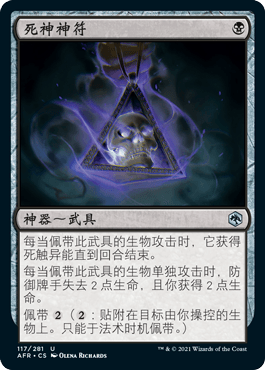 死神神符
神器～武具
每当佩带此武具的生物攻击时，它获得
死触异能直到回合结束。
每当佩带此武具的生物单独攻击时，防
御牌手失去2点生命，且你获得2点生
命。
佩带2（2：贴附在目标由你操控的生
物上。只能于法术时机佩带。）
117/281 U
AFR • CS OLENA RICHARDS
™ & © 2021 Wizards of the Coast